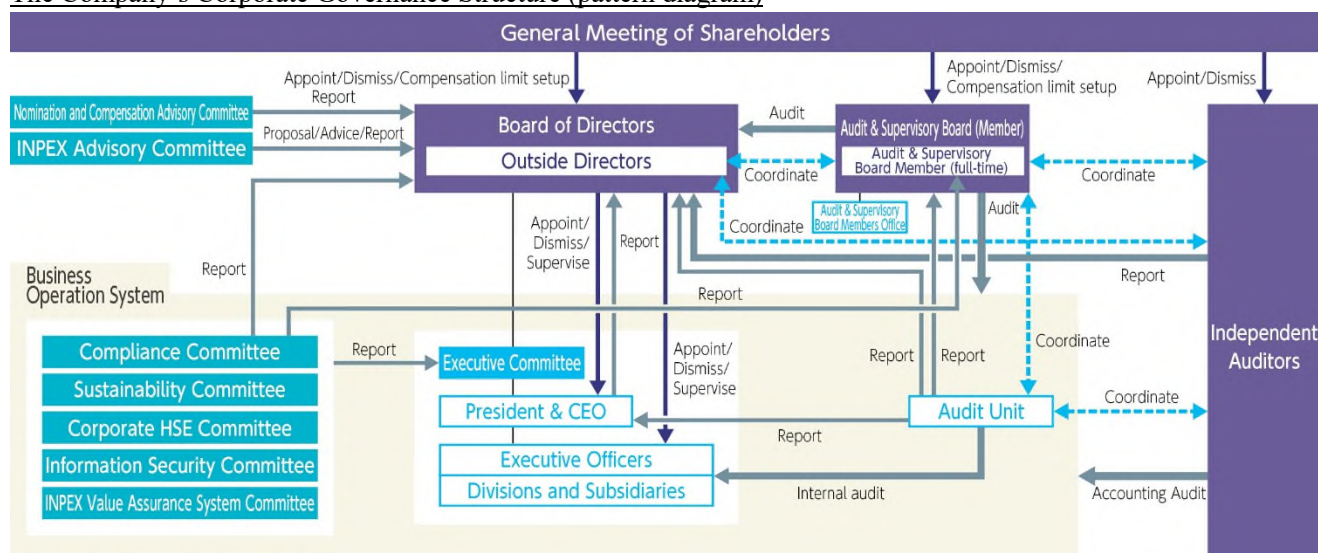 The Company's Corporate Governance Structure (pattern diagram)
General Meeting of Shareholders
Appoint/Dismiss/Compensation limit setup
Appoint/Dismiss/
Compensation limit setup
Appoint/Dismiss
Nomination and Compensation Advisory Committee
Report
INPEX Advisory Committee
Proposal/Advice/Report
Board of Directors
Outside Directors
Audit
Audit & Supervisory Board (Member)
Audit & Supervisory
Board Member (full-time)
Coordinate
Coordinate
Audit & Supervisory
Board Members Office
Audit
Coordinate
Appoint/
Dismiss/
Supervise
Report
Report
Report
Business
Operation System
Report
Compliance Committee
Sustainability Committee
Corporate HSE Committee
Information Security Committee
INPEX Value Assurance System Committee
Report
Executive Committee
Appoint/
Dismiss/
Supervise
Report
Report
Coordinate
Independent
Auditors
President & CEO
Report
Audit Unit
Coordinate
Executive Officers
Divisions and Subsidiaries
Internal audit
Accounting Audit